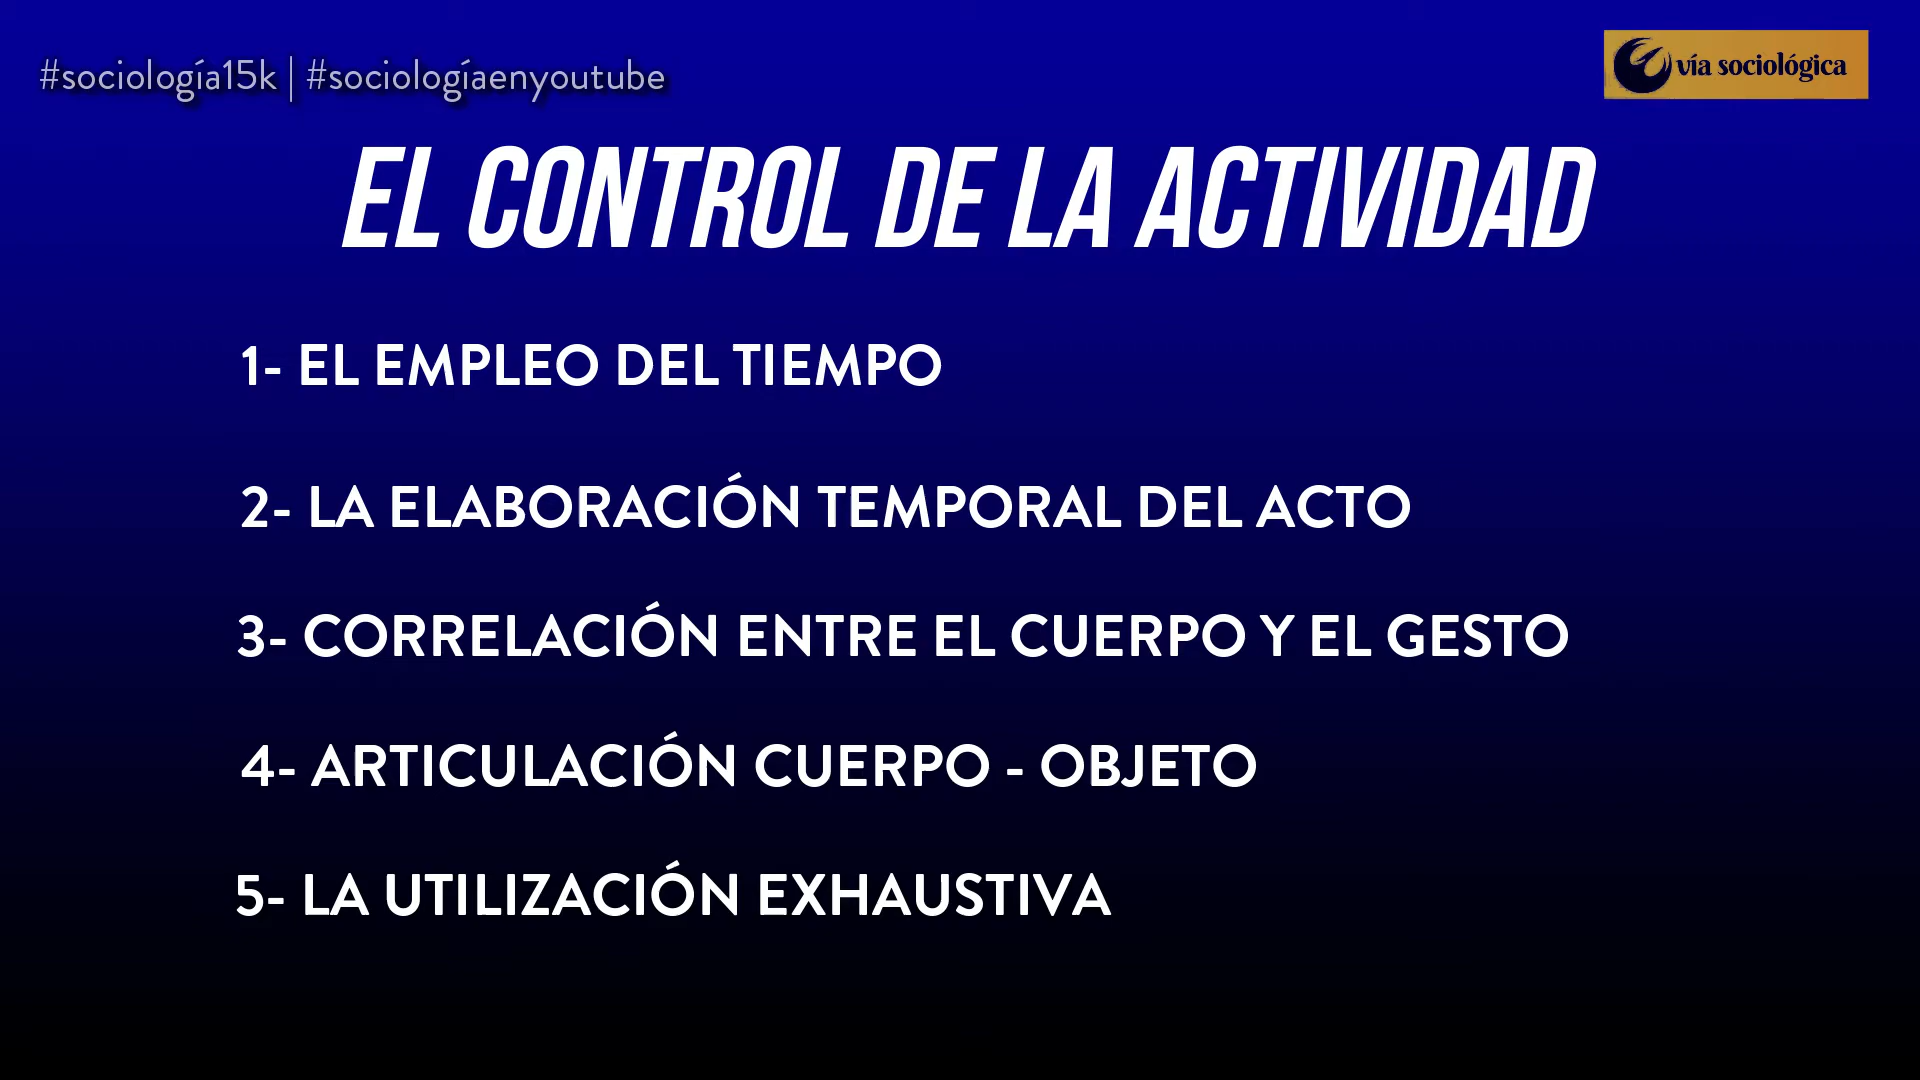 #sociología15k | #sociologíaenyoutube
vía sociológica
EL CONTROL DE LA ACTIVIDAD
1- EL EMPLEO DEL TIEMPO
2- LA ELABORACIÓN TEMPORAL DEL ACTO
3- CORRELACIÓN ENTRE EL CUERPO Y EL GESTO
4- ARTICULACIÓN CUERPO - OBJETO
5- LA UTILIZACIÓN EXHAUSTIVA